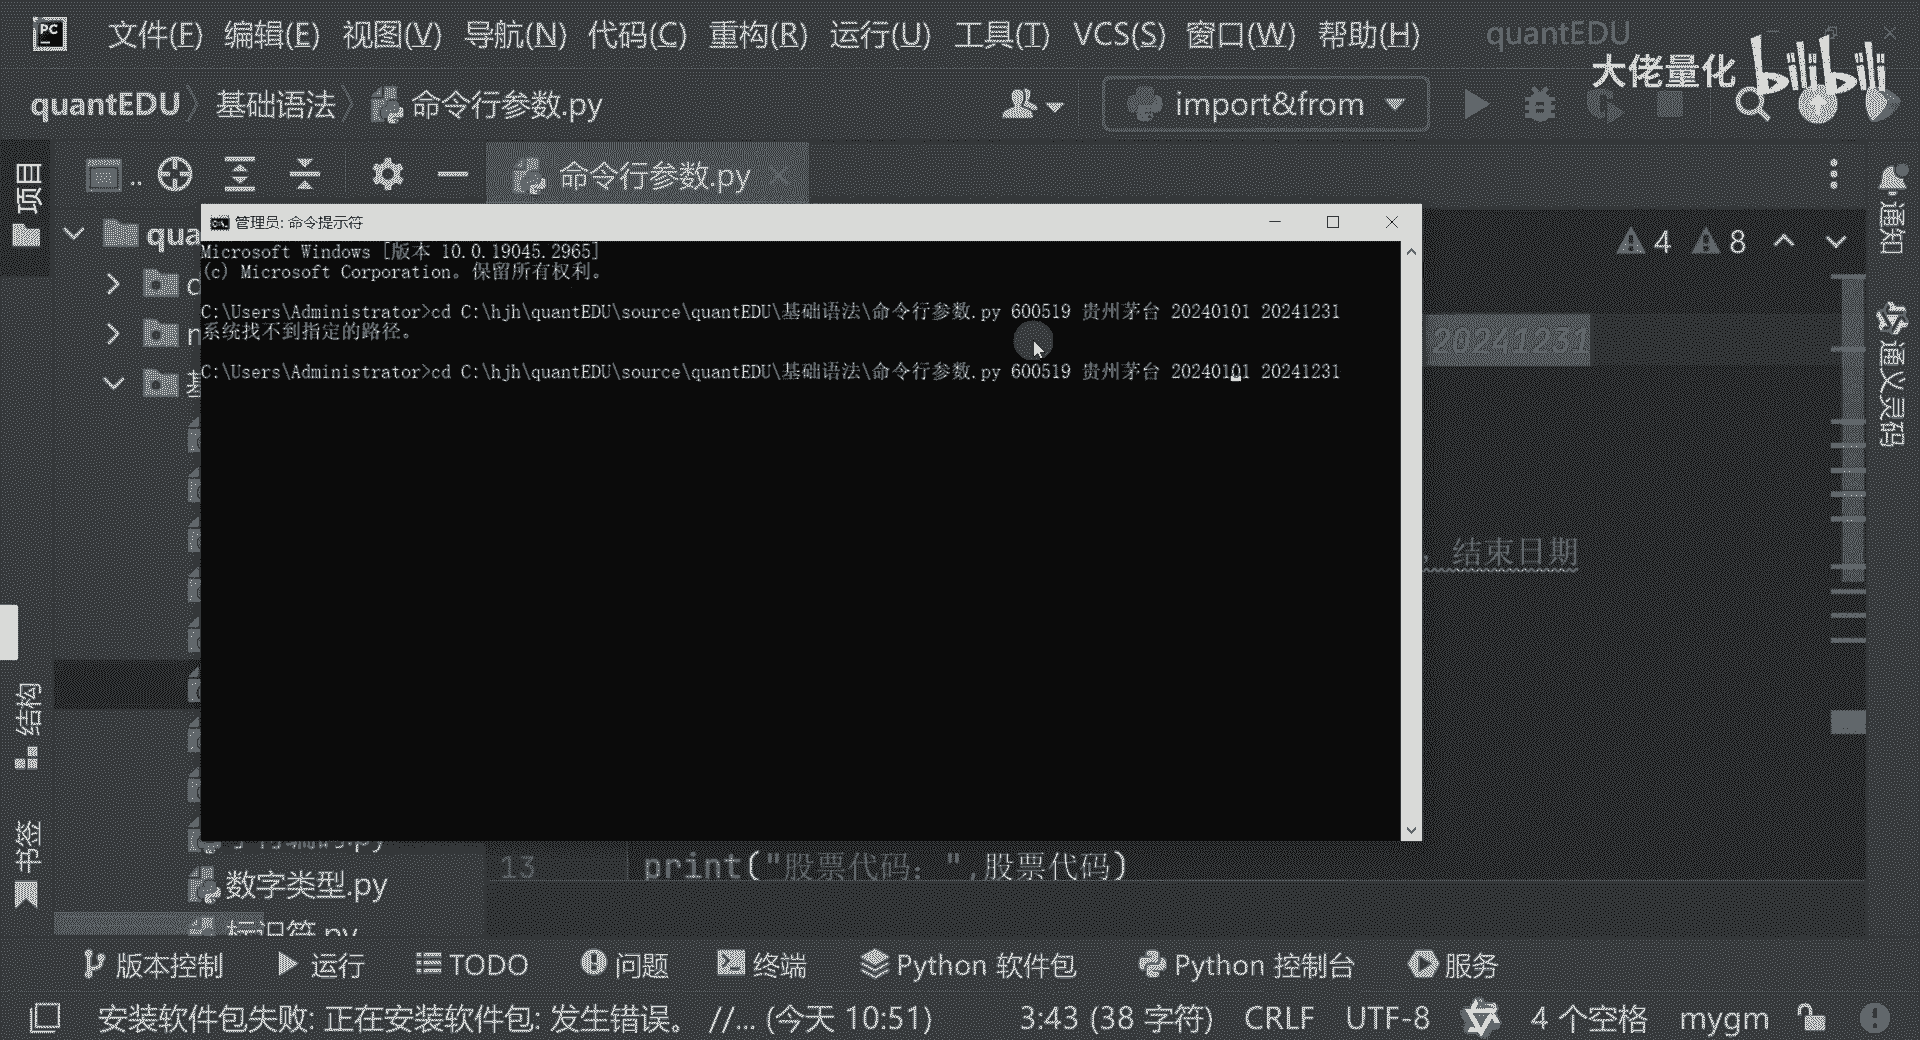 文件(F) 编辑(E) 视图(V) 导航(N) 代码(C) 重构(R) 运行(U) 工具(T) VCS(S) 窗口(W) 帮助(H) quantEDU
大佬量化 bilibili
quantEDU 基础语法 命令行参数.py import&from
项目
命令行参数.py
通知
qua
管理员: 命令提示符
4 8
Microsoft Windows [版本 10.0.19045.2965]
(c) Microsoft Corporation。保留所有权利。
C:\Users\Administrator>cd C:\hjh\quantEDU\source\quantEDU\基础语法\命令行参数.py 600519 贵州茅台 20240101 20241231
系统找不到指定的路径。
20241231
C:\Users\Administrator>cd C:\hjh\quantEDU\source\quantEDU\基础语法\命令行参数.py 600519 贵州茅台 20240101 20241231
通义灵码
，结束日期
结构
书签
13 print("股票代码：",股票代码)
数字类型.py
标识符.py
版本控制 运行 TODO 问题 终端 Python 软件包 Python 控制台 服务
安装软件包失败: 正在安装软件包: 发生错误。 //... (今天 10:51) 3:43 (38 字符) CRLF UTF-8 4 个空格 mygm